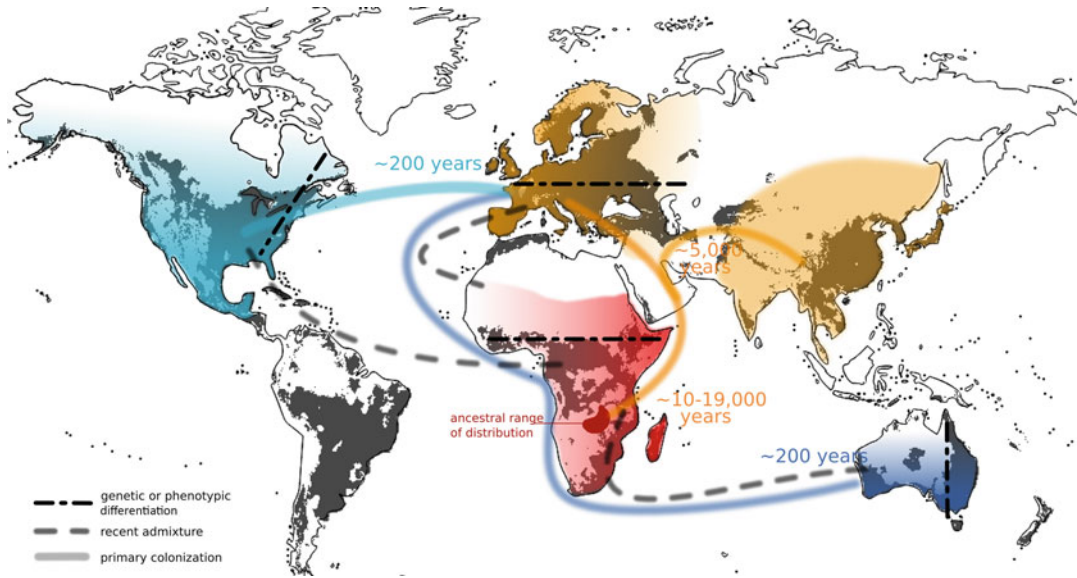 ~200 years
~5,000
years
~10-19,000
years
ancestral range
of distribution
~200 years
genetic or phenotypic
differentiation
recent admixture
primary colonization